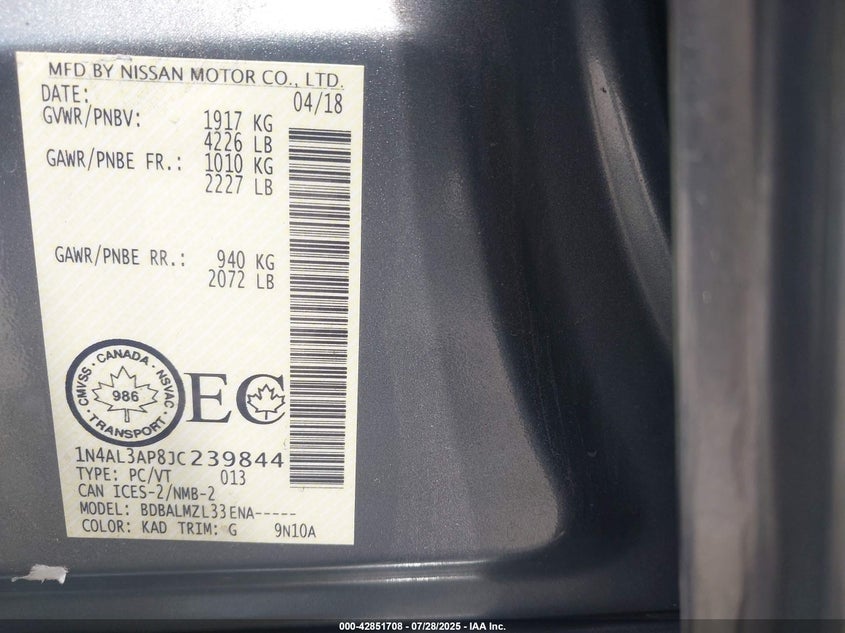 MFD BY NISSAN MOTOR CO., LTD.
DATE: 04/18
GVWR/PNBV: 1917 KG
4226 LB
GAWR/PNBE FR.: 1010 KG
2227 LB
GAWR/PNBE RR.: 940 KG
2072 LB
CMVSS · CANADA · NSVAC
986
· TRANSPORT ·
EC
1N4AL3AP8JC239844
TYPE: PC/VT 013
CAN ICES-2/NMB-2
MODEL: BDBALMZL33ENA-----
COLOR: KAD TRIM: G 9N10A
000-42851708 - 07/28/2025 - IAA Inc.